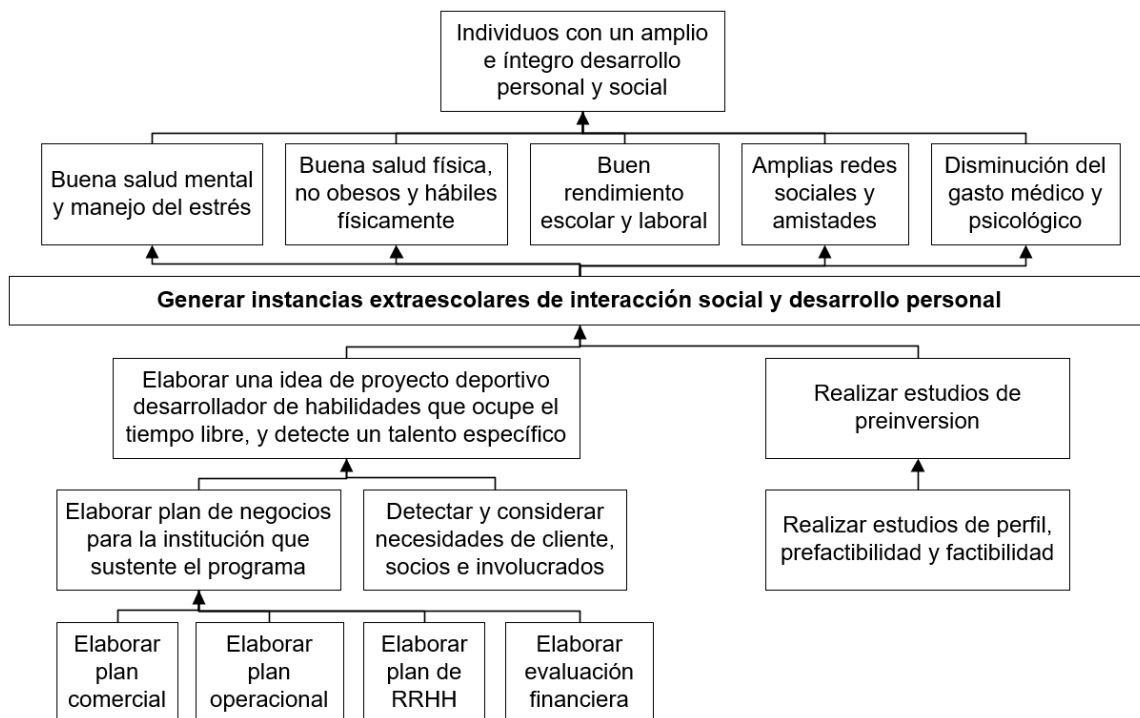 Individuos con un amplio
e íntegro desarrollo
personal y social
Buena salud mental
y manejo del estrés
Buena salud física,
no obesos y hábiles
físicamente
Buen
rendimiento
escolar y laboral
Amplias redes
sociales y
amistades
Disminución del
gasto médico y
psicológico
Generar instancias extraescolares de interacción social y desarrollo personal
Elaborar una idea de proyecto deportivo
desarrollador de habilidades que ocupe el
tiempo libre, y detecte un talento específico
Realizar estudios de
preinversion
Elaborar plan de negocios
para la institución que
sustente el programa
Detectar y considerar
necesidades de cliente,
socios e involucrados
Realizar estudios de perfil,
prefactibilidad y factibilidad
Elaborar
plan
comercial
Elaborar
plan
operacional
Elaborar
plan de
RRHH
Elaborar
evaluación
financiera